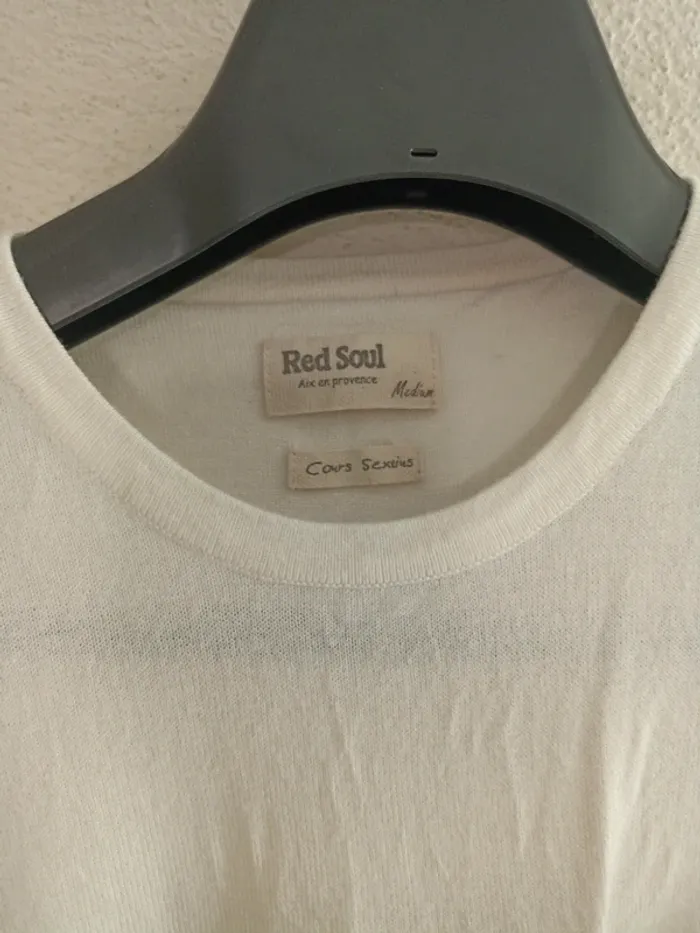 Red Soul
Aix en provence
Medium
Cours Sextius